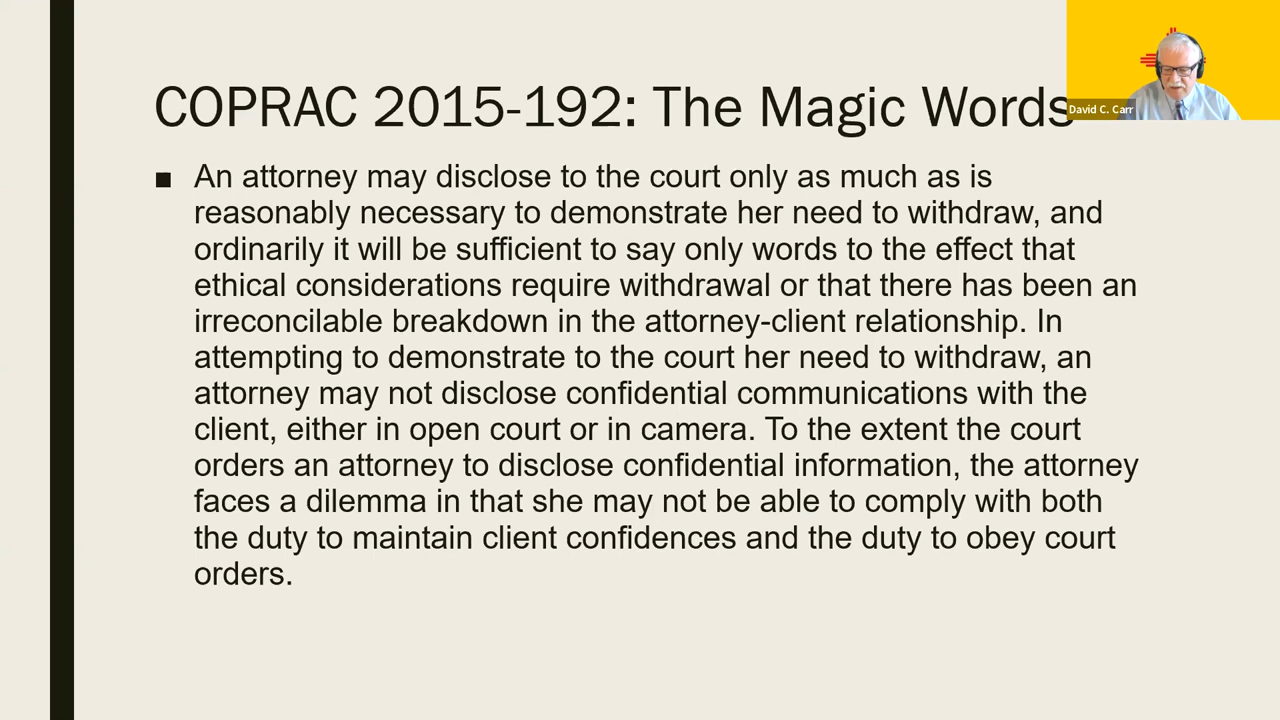 COPRAC 2015-192: The Magic Words
David C. Carr
■ An attorney may disclose to the court only as much as is
reasonably necessary to demonstrate her need to withdraw, and
ordinarily it will be sufficient to say only words to the effect that
ethical considerations require withdrawal or that there has been an
irreconcilable breakdown in the attorney-client relationship. In
attempting to demonstrate to the court her need to withdraw, an
attorney may not disclose confidential communications with the
client, either in open court or in camera. To the extent the court
orders an attorney to disclose confidential information, the attorney
faces a dilemma in that she may not be able to comply with both
the duty to maintain client confidences and the duty to obey court
orders.